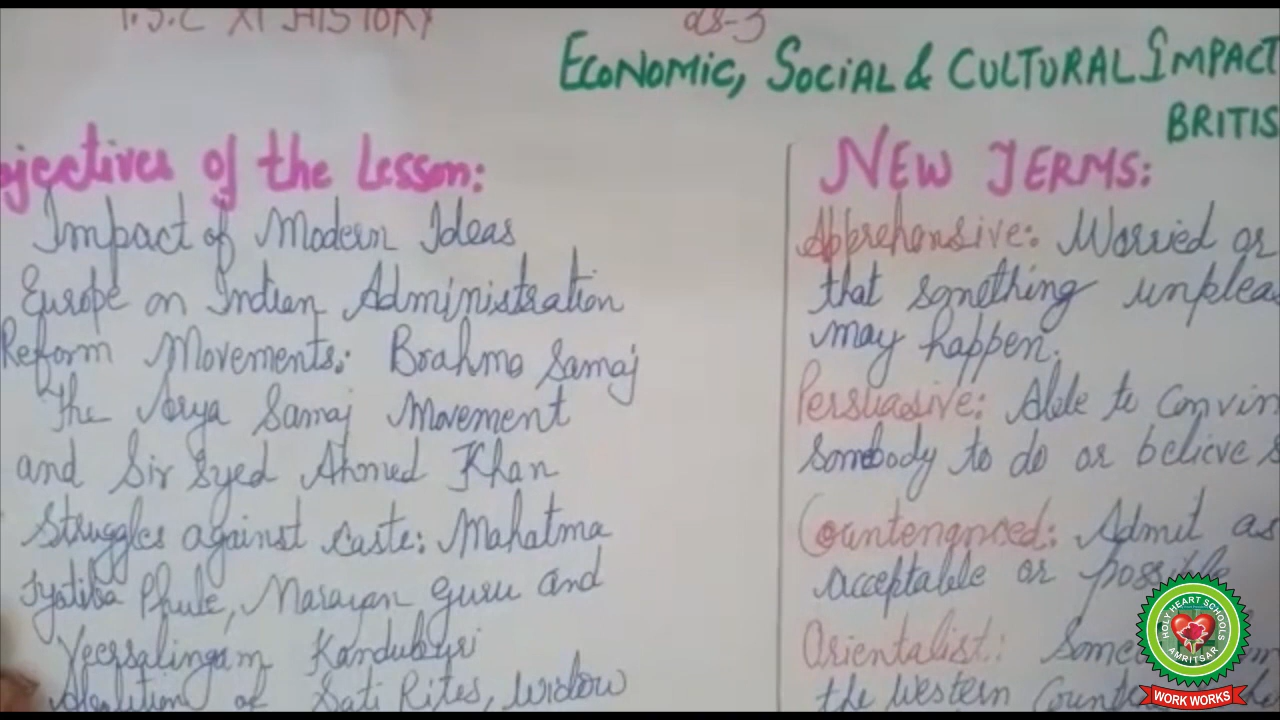 I.S.C XI HISTORY
ECONOMIC, SOCIAL & CULTURAL IMPACT
BRITIS
bjectives of the Lesson:
Impact of Modern Ideas
Europe on Indian Administration
Reform Movements: Brahmo Samaj
The Arya Samaj Movement
and Sir Syed Ahmed Khan
Struggles against caste: Mahatma
Jyotiba Phule, Narayan Guru and
Veersalingam Kandukuri
Abolition of Sati Rites, Widow
NEW TERMS:
Apprehensive: Worried or
that something unplea
may happen.
Persuasive: Able to convin
somebody to do or believe s
Countenanced: Admit as
acceptable or possible
Orientalist:
the Western
HOLY HEART SCHOOLS
AMRITSAR
WORK WORKS